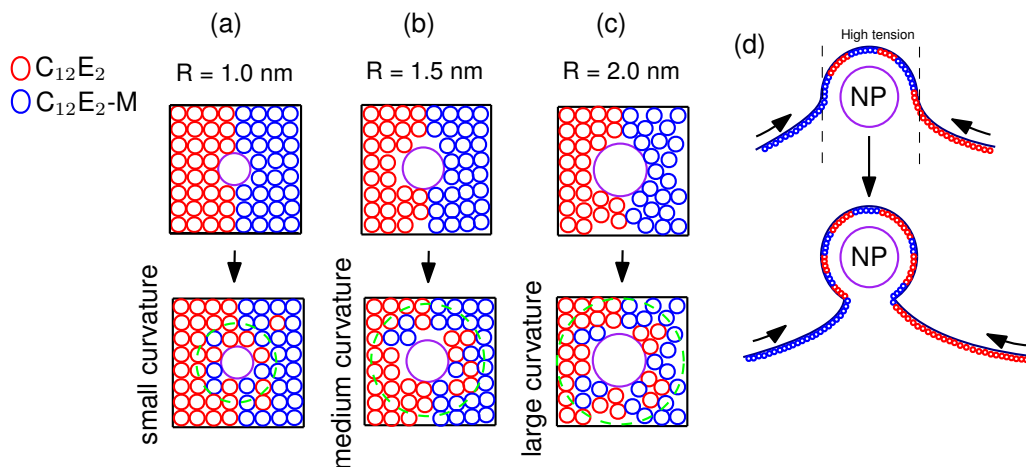 (a)
(b)
(c)
(d)
C₁₂E₂
C₁₂E₂-M
R = 1.0 nm
R = 1.5 nm
R = 2.0 nm
High tension
NP
small curvature
medium curvature
large curvature
NP